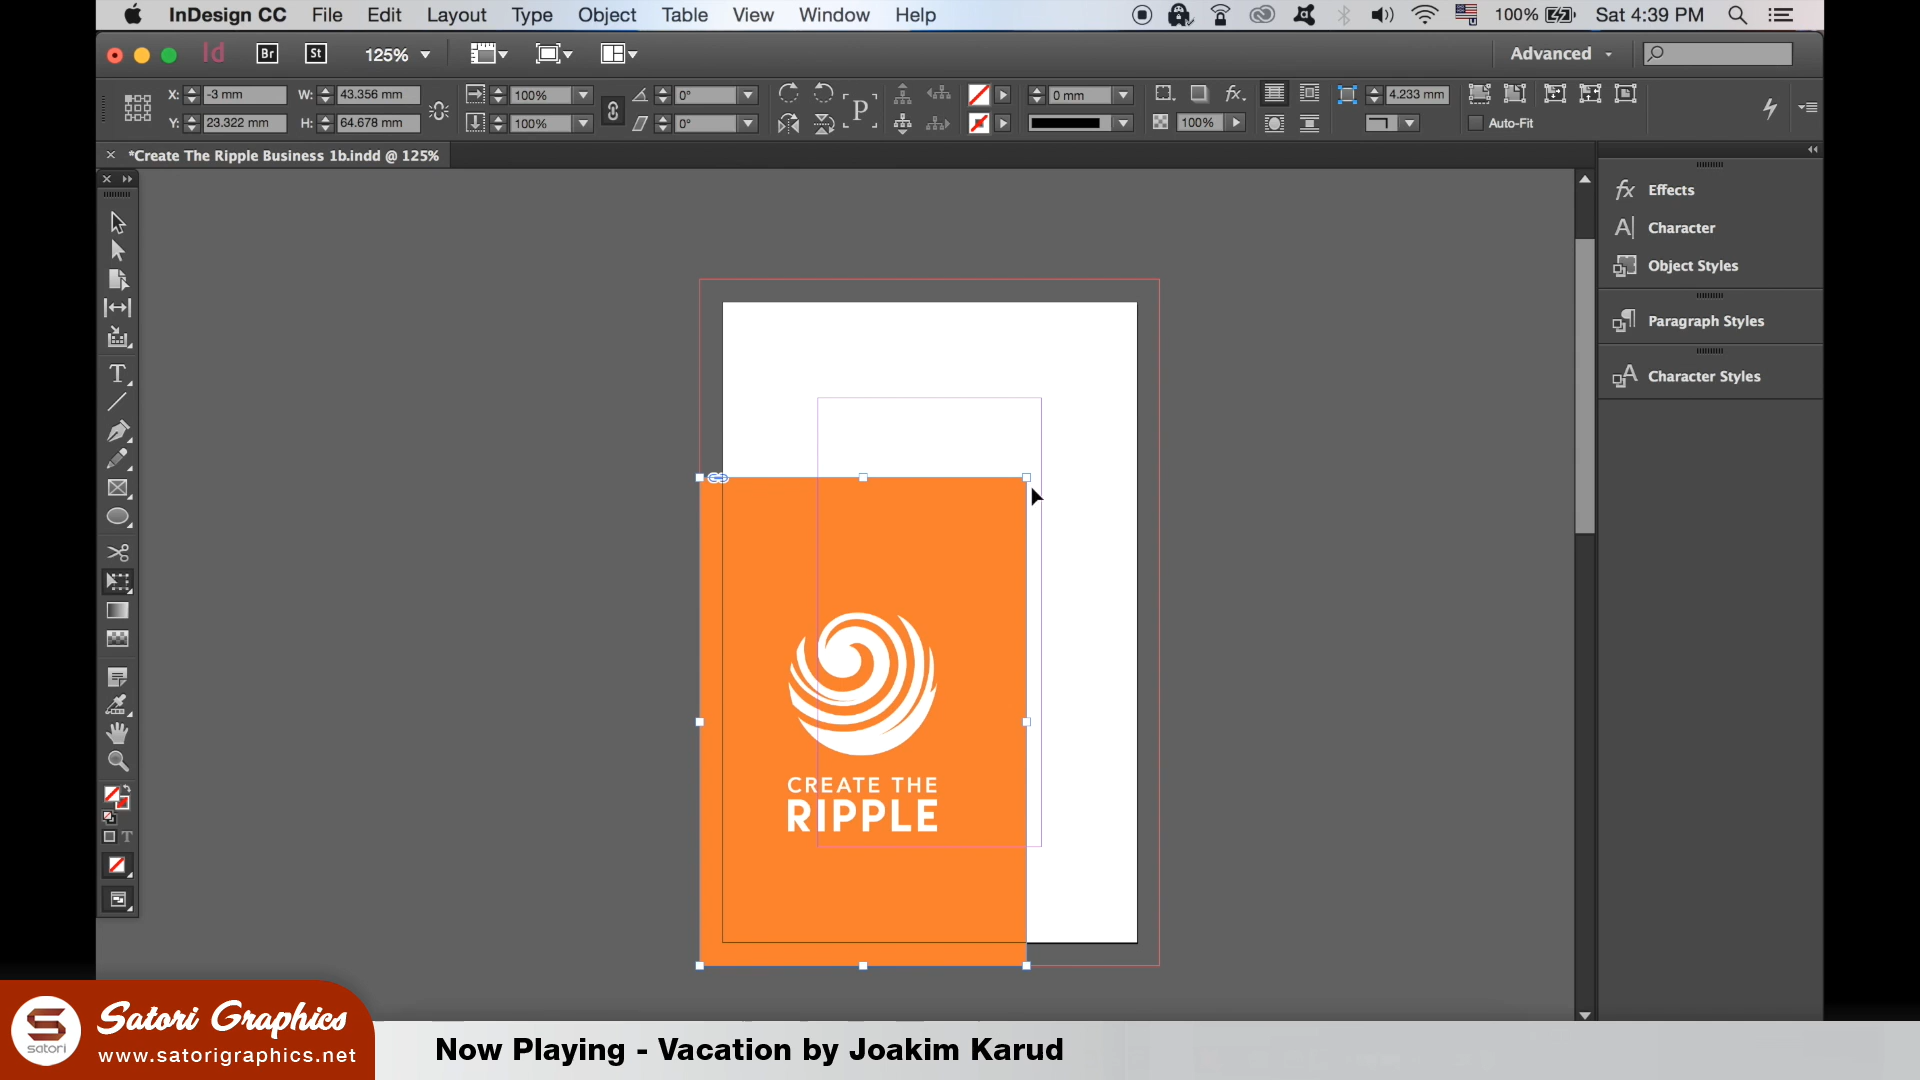 InDesign CC File Edit Layout Type Object Table View Window Help 100% Sat 4:39 PM
Id Br St 125% Advanced
X: -3 mm W: 43.356 mm 100% 0° 0 mm fx. 4.233 mm
Y: 23.322 mm H: 64.678 mm 100% 0° P 100% Auto-Fit
*Create The Ripple Business 1b.indd @ 125%
fx Effects
A Character
Object Styles
Paragraph Styles
A Character Styles
T
T
CREATE THE
RIPPLE
S
satori
Satori Graphics
www.satorigraphics.net
Now Playing - Vacation by Joakim Karud